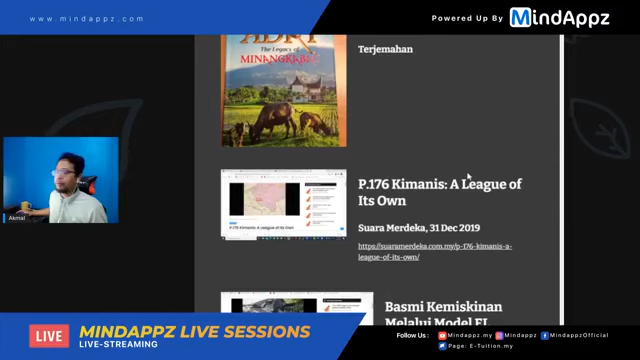 www.mindappz.com
Powered Up By MindAppz
ADAT
The Legacy of
MINANGKABAU
Terjemahan
P.176 Kimanis: A League of
Its Own
P.176 Kimanis: A League of Its Own
Suara Merdeka, 31 Dec 2019
https://suaramerdeka.com.my/p-176-kimanis-a-
league-of-its-own/
Akmal
Basmi Kemiskinan
Melalui Model EL
LIVE
MINDAPPZ LIVE SESSIONS
LIVE-STREAMING
Follow Us :
Mindappz.my
Mindappz
MindAppzOfficial
Page: E-Tuition.my